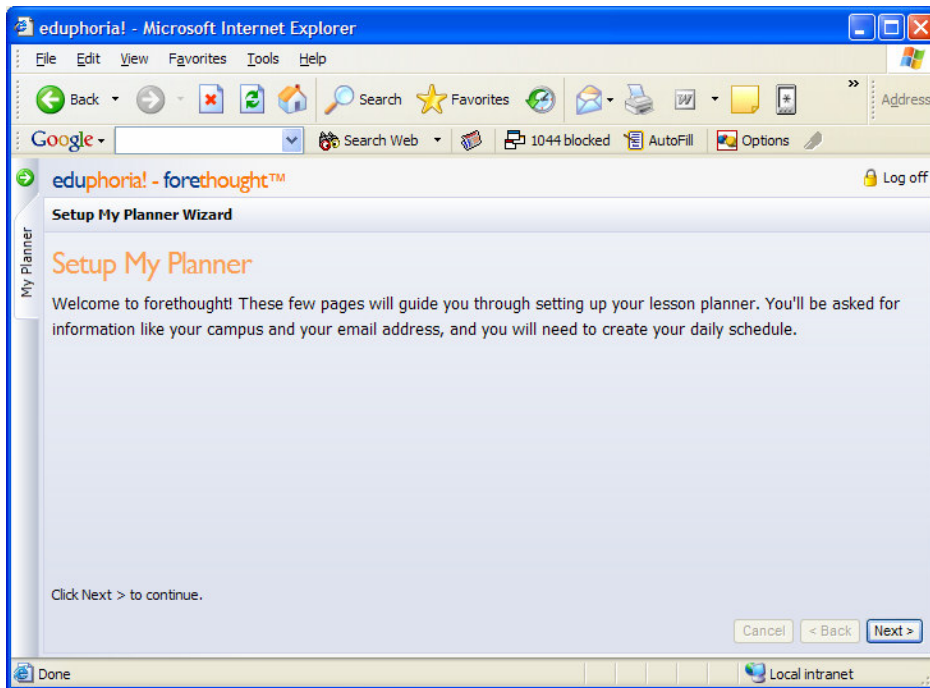 eduphoria! - Microsoft Internet Explorer
File Edit View Favorites Tools Help
Back Search Favorites W Address
Google Search Web 1044 blocked AutoFill Options
eduphoria! - forethought™ Log off
Setup My Planner Wizard
My Planner
Setup My Planner
Welcome to forethought! These few pages will guide you through setting up your lesson planner. You'll be asked for
information like your campus and your email address, and you will need to create your daily schedule.
Click Next > to continue.
Cancel < Back Next >
Done Local intranet